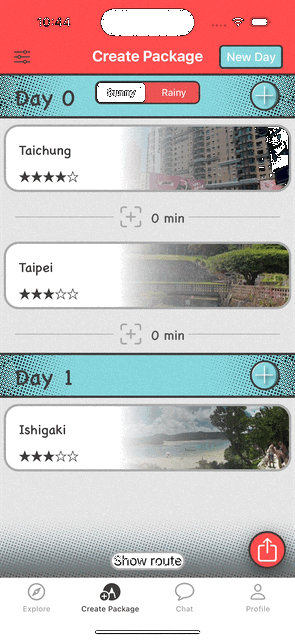 10:44
Create Package
New Day
Day 0
Sunny
Rainy
Taichung
★★★★☆
0 min
Taipei
★★★☆☆
0 min
Day 1
Ishigaki
★★★☆☆
Show route
Explore
Create Package
Chat
Profile